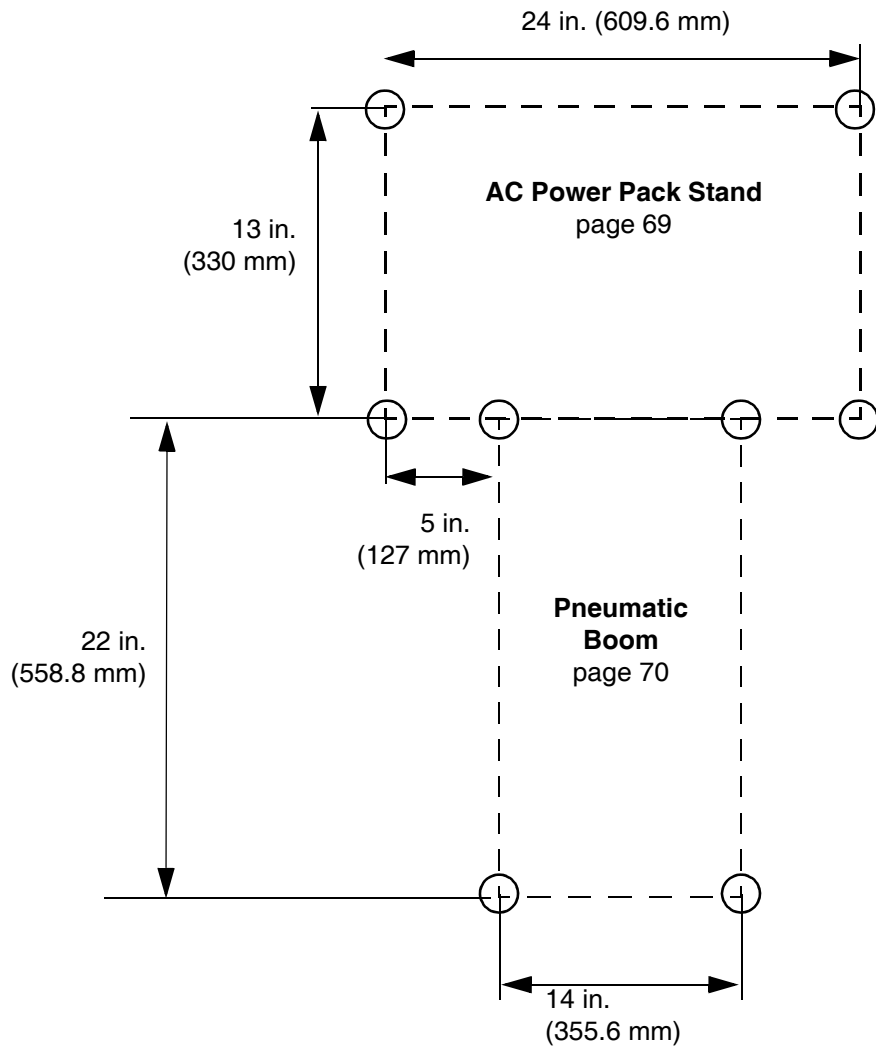 24 in. (609.6 mm)
AC Power Pack Stand
page 69
13 in.
(330 mm)
5 in.
(127 mm)
Pneumatic
Boom
page 70
22 in.
(558.8 mm)
14 in.
(355.6 mm)